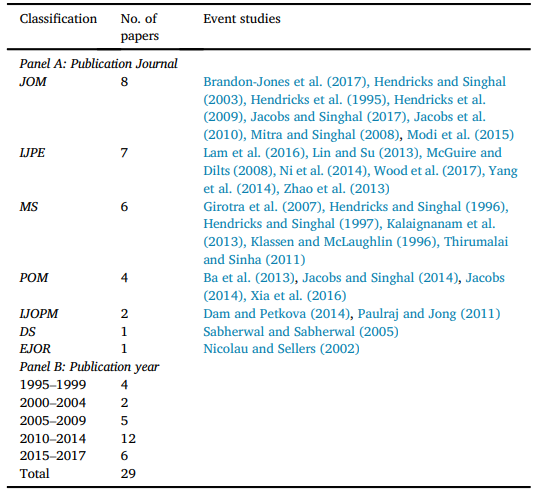 Classification No. of papers Event studies
Panel A: Publication Journal
JOM 8 Brandon-Jones et al. (2017), Hendricks and Singhal
(2003), Hendricks et al. (1995), Hendricks et al.
(2009), Jacobs and Singhal (2017), Jacobs et al.
(2010), Mitra and Singhal (2008), Modi et al. (2015)
IJPE 7 Lam et al. (2016), Lin and Su (2013), McGuire and
Dilts (2008), Ni et al. (2014), Wood et al. (2017), Yang
et al. (2014), Zhao et al. (2013)
MS 6 Girotra et al. (2007), Hendricks and Singhal (1996),
Hendricks and Singhal (1997), Kalaignanam et al.
(2013), Klassen and McLaughlin (1996), Thirumalai
and Sinha (2011)
POM 4 Ba et al. (2013), Jacobs and Singhal (2014), Jacobs
(2014), Xia et al. (2016)
IJOPM 2 Dam and Petkova (2014), Paulraj and Jong (2011)
DS 1 Sabherwal and Sabherwal (2005)
EJOR 1 Nicolau and Sellers (2002)
Panel B: Publication year
1995–1999 4
2000–2004 2
2005–2009 5
2010–2014 12
2015–2017 6
Total 29